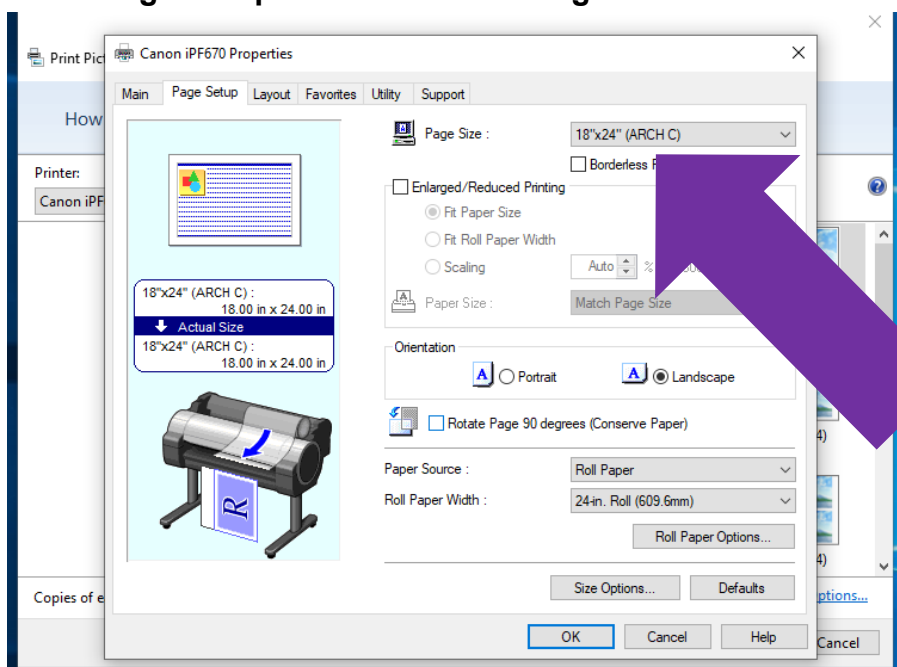 Print Pict
Canon iPF670 Properties
Main Page Setup Layout Favorites Utility Support
How
Page Size : 18"x24" (ARCH C)
Borderless
Printer:
Canon iPF
Enlarged/Reduced Printing
Fit Paper Size
Fit Roll Paper Width
Scaling Auto %
Paper Size : Match Page Size
18"x24" (ARCH C) :
18.00 in x 24.00 in
Actual Size
18"x24" (ARCH C) :
18.00 in x 24.00 in
Orientation
A Portrait A Landscape
Rotate Page 90 degrees (Conserve Paper)
4)
Paper Source : Roll Paper
Roll Paper Width : 24-in. Roll (609.6mm)
R
Roll Paper Options...
4)
Size Options... Defaults
Copies of e
ptions...
OK Cancel Help
Cancel